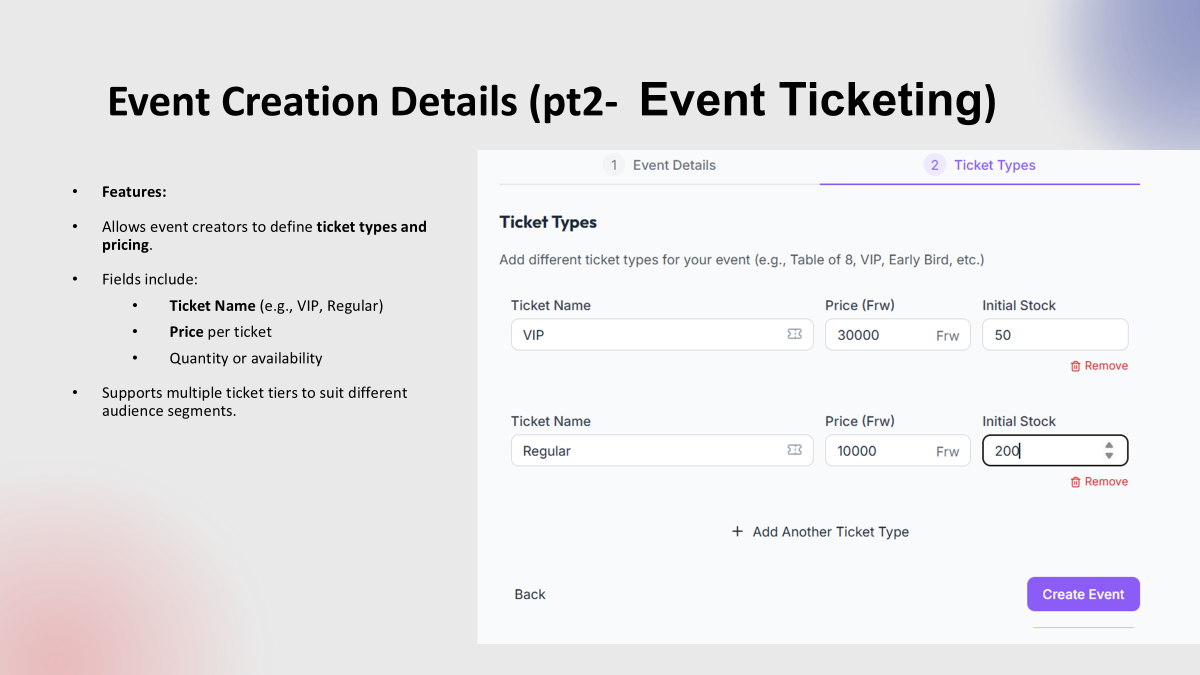 Event Creation Details (pt2- Event Ticketing)
• Features:
• Allows event creators to define ticket types and
pricing.
• Fields include:
• Ticket Name (e.g., VIP, Regular)
• Price per ticket
• Quantity or availability
• Supports multiple ticket tiers to suit different
audience segments.
1 Event Details 2 Ticket Types
Ticket Types
Add different ticket types for your event (e.g., Table of 8, VIP, Early Bird, etc.)
Ticket Name Price (Frw) Initial Stock
VIP 30000 Frw 50
Remove
Ticket Name Price (Frw) Initial Stock
Regular 10000 Frw 200
Remove
+ Add Another Ticket Type
Back Create Event